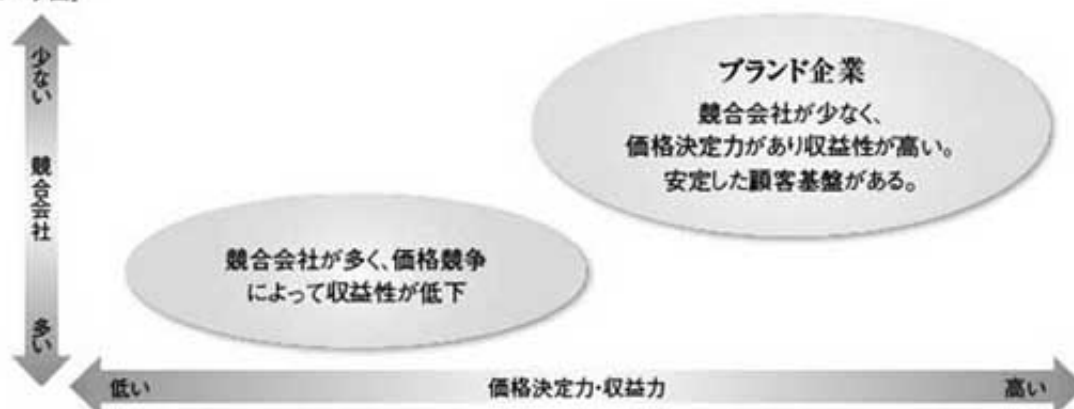 少ない
競合会社
多い
ブランド企業
競合会社が少なく、
価格決定力があり収益性が高い。
安定した顧客基盤がある。
競合会社が多く、価格競争
によって収益性が低下
低い
価格決定力・収益力
高い